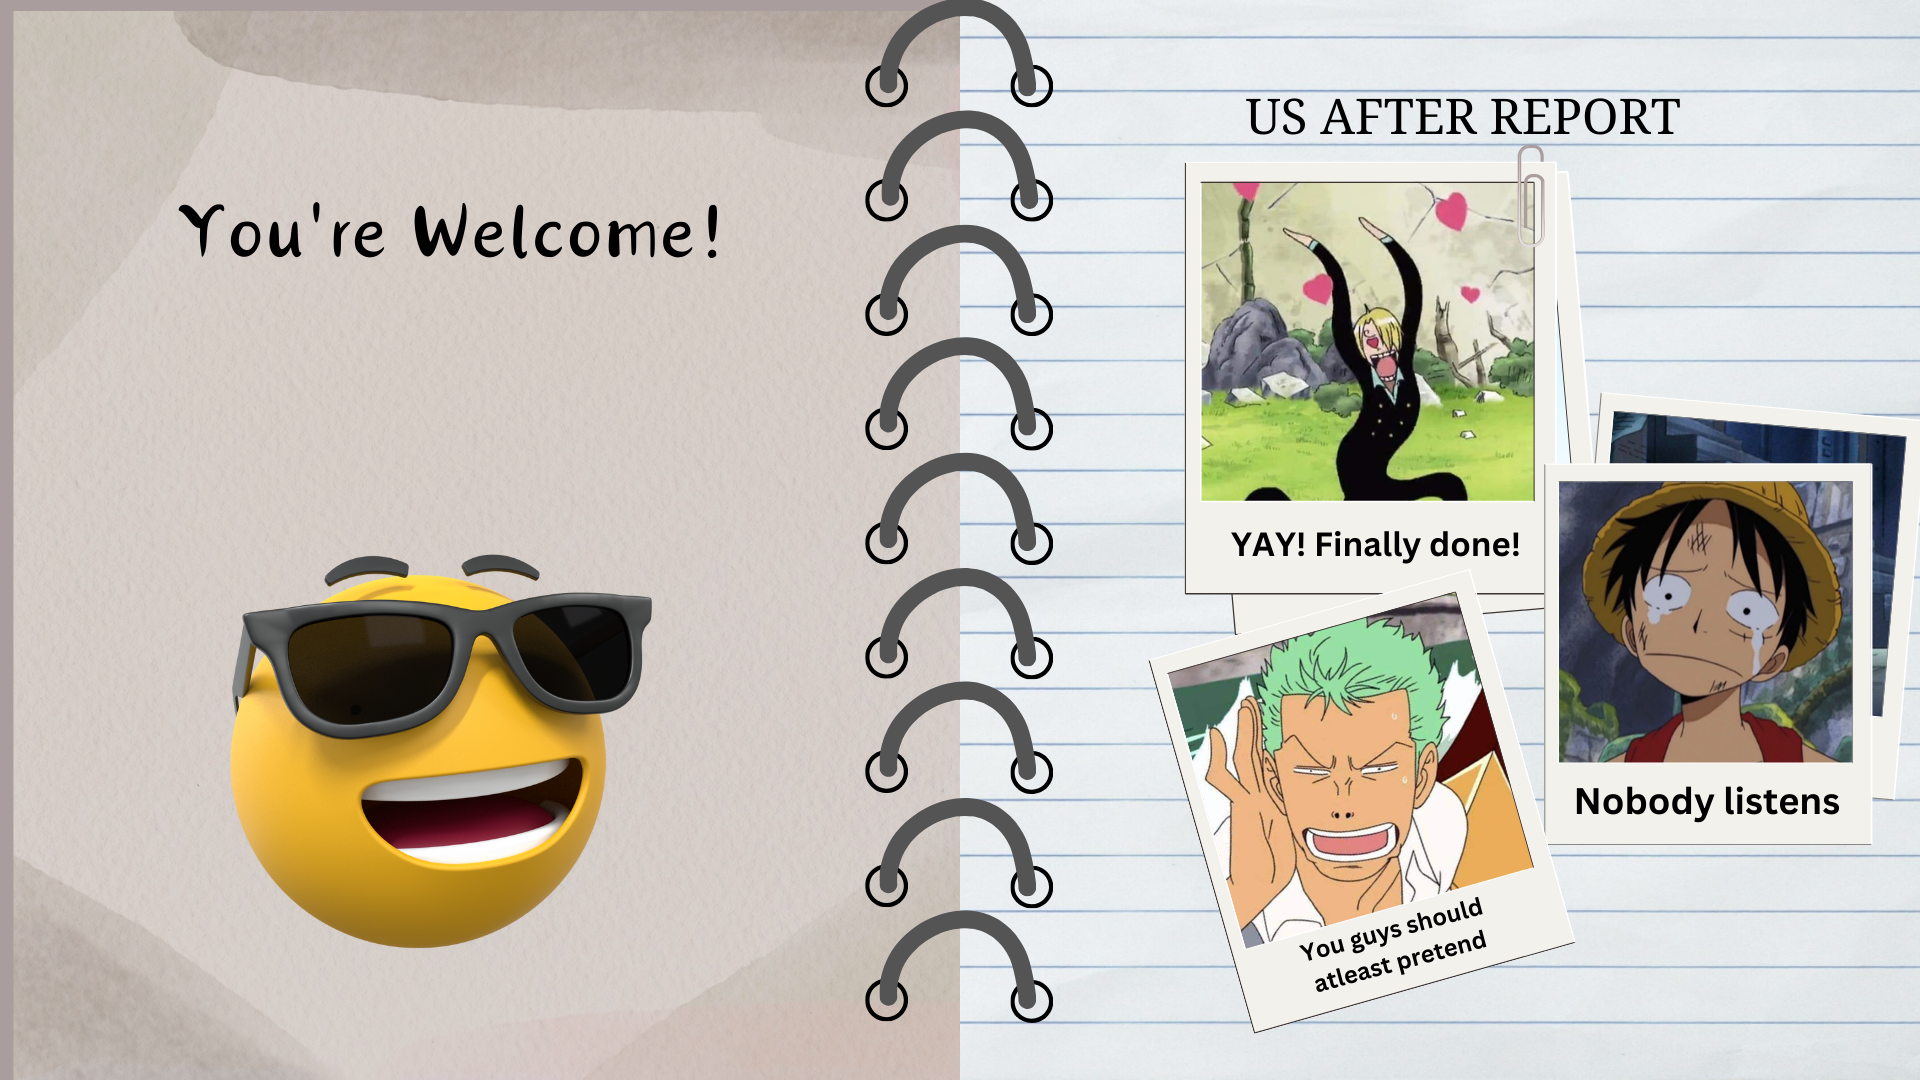 You're Welcome!
US AFTER REPORT
YAY! Finally done!
Nobody listens
You guys should
atleast pretend